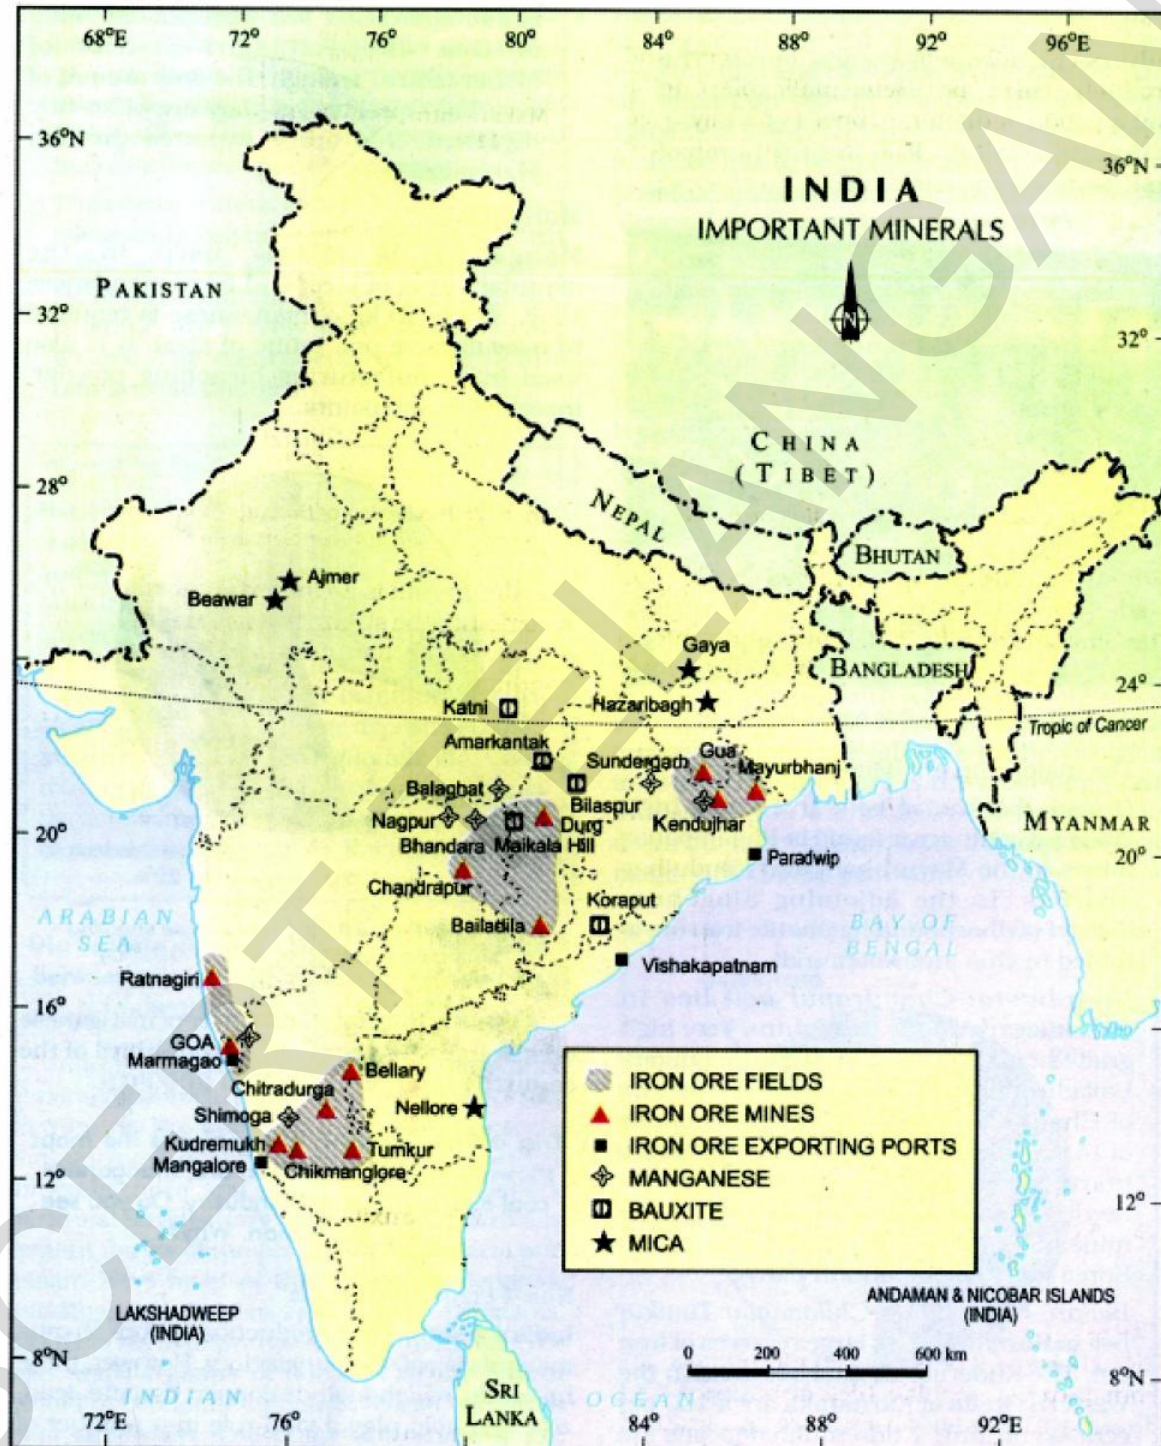 68°E 72° 76° 80° 84° 88° 92° 96°E
36°N
36°N
INDIA
IMPORTANT MINERALS
N
PAKISTAN
32°
32°
CHINA
(TIBET)
28°
NEPAL
BHUTAN
Ajmer
Beawar
Gaya
BANGLADESH
24°
Katni
Hazaribagh
Tropic of Cancer
Amarkantak
Sundergarh
Gua
Mayurbhanj
Balaghat
Bilaspur
20°
Nagpur
Durg
Kendujhar
MYANMAR
Bhandara
Maikala Hill
Paradwip
20°
Chandrapur
Koraput
ARABIAN
SEA
BAY OF
BENGAL
Bailadila
Vishakapatnam
Ratnagiri
16°
GOA
Marmagao
Bellary
Chitradurga
Shimoga
Nellore
Kudremukh
Tumkur
Mangalore
Chikmanglore
12°
12°
IRON ORE FIELDS
IRON ORE MINES
IRON ORE EXPORTING PORTS
MANGANESE
BAUXITE
MICA
LAKSHADWEEP
(INDIA)
ANDAMAN & NICOBAR ISLANDS
(INDIA)
8°N
0 200 400 600 km
8°N
INDIAN OCEAN
SRI
LANKA
72°E 76° 84° 88° 92°E
SCERT TELANGANA